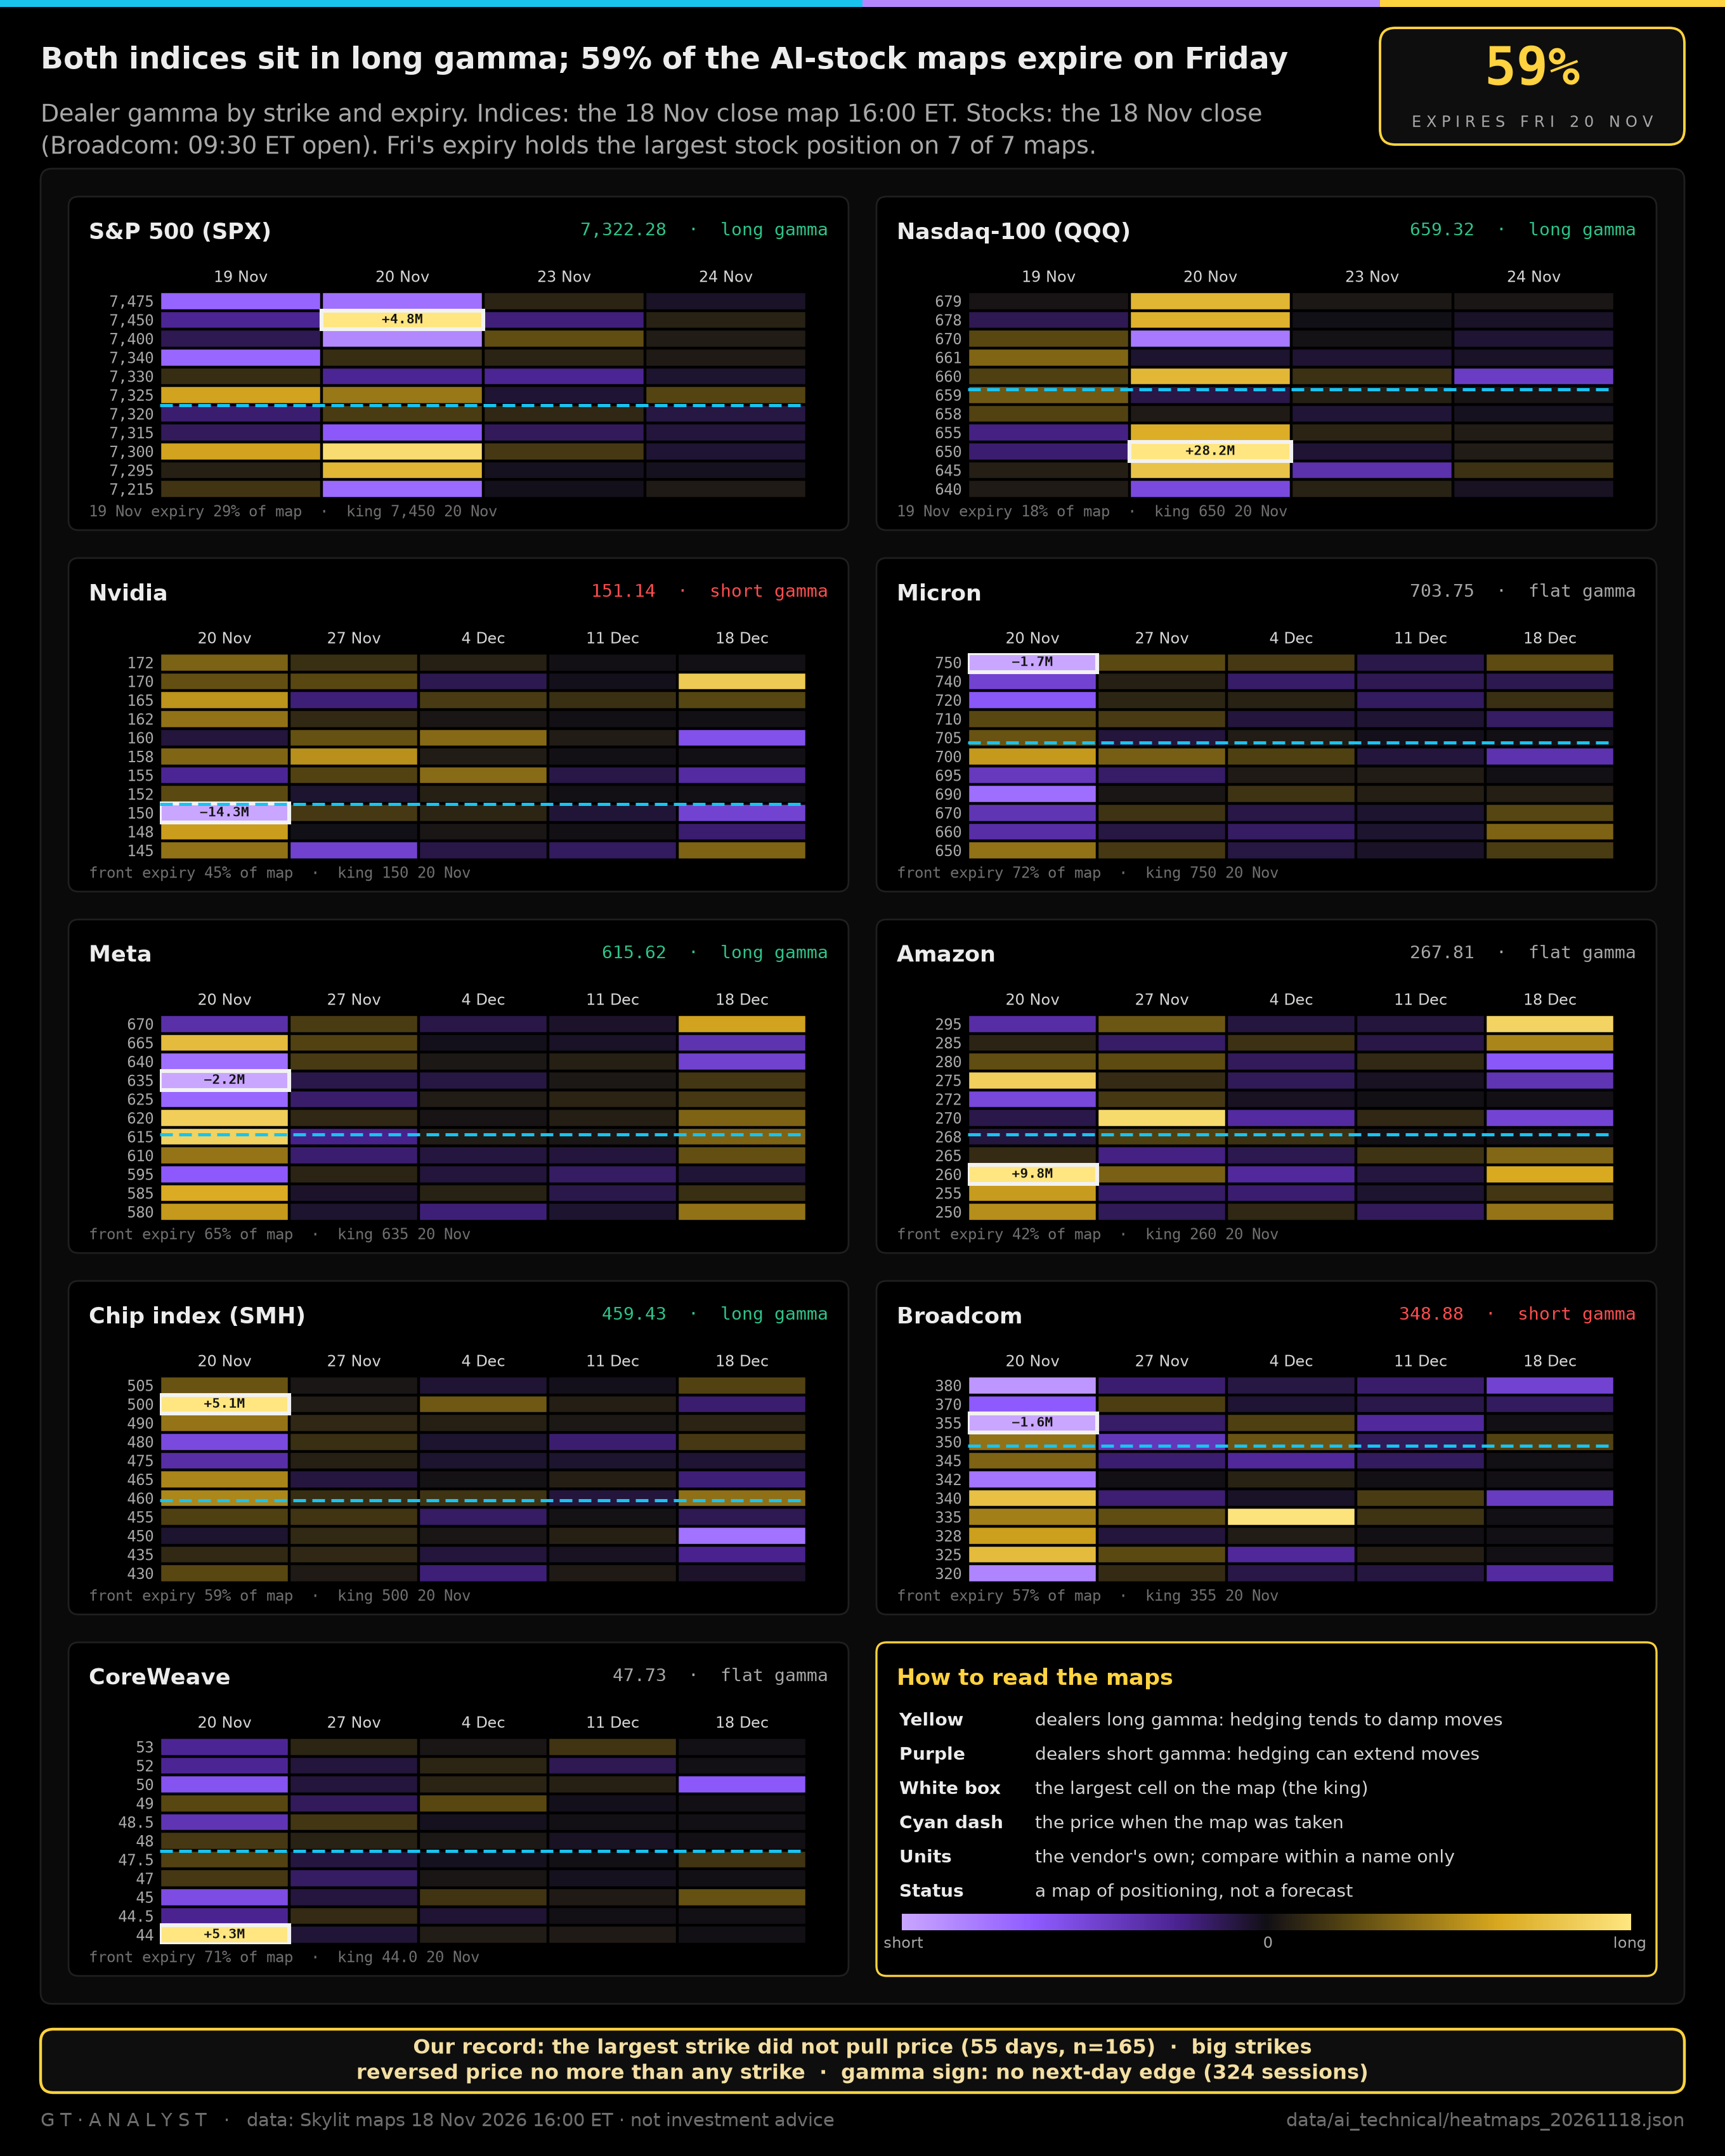 Both indices sit in long gamma; 59% of the AI-stock maps expire on Friday
Dealer gamma by strike and expiry. Indices: the 18 Nov close map 16:00 ET. Stocks: the 18 Nov close
(Broadcom: 09:30 ET open). Fri's expiry holds the largest stock position on 7 of 7 maps.
59%
EXPIRES FRI 20 NOV
S&P 500 (SPX)
7,322.28 · long gamma
19 Nov 20 Nov 23 Nov 24 Nov
7,475
7,450 +4.8M
7,400
7,340
7,330
7,325
7,320
7,315
7,300
7,295
7,215
19 Nov expiry 29% of map · king 7,450 20 Nov
Nasdaq-100 (QQQ)
659.32 · long gamma
19 Nov 20 Nov 23 Nov 24 Nov
679
678
670
661
660
659
658
655
650 +28.2M
645
640
19 Nov expiry 18% of map · king 650 20 Nov
Nvidia
151.14 · short gamma
20 Nov 27 Nov 4 Dec 11 Dec 18 Dec
172
170
165
162
160
158
155
152
150 −14.3M
148
145
front expiry 45% of map · king 150 20 Nov
Micron
703.75 · flat gamma
20 Nov 27 Nov 4 Dec 11 Dec 18 Dec
750 −1.7M
740
720
710
705
700
695
690
670
660
650
front expiry 72% of map · king 750 20 Nov
Meta
615.62 · long gamma
20 Nov 27 Nov 4 Dec 11 Dec 18 Dec
670
665
640
635 −2.2M
625
620
615
610
595
585
580
front expiry 65% of map · king 635 20 Nov
Amazon
267.81 · flat gamma
20 Nov 27 Nov 4 Dec 11 Dec 18 Dec
295
285
280
275
272
270
268
265
260 +9.8M
255
250
front expiry 42% of map · king 260 20 Nov
Chip index (SMH)
459.43 · long gamma
20 Nov 27 Nov 4 Dec 11 Dec 18 Dec
505
500 +5.1M
490
480
475
465
460
455
450
435
430
front expiry 59% of map · king 500 20 Nov
Broadcom
348.88 · short gamma
20 Nov 27 Nov 4 Dec 11 Dec 18 Dec
380
370
355 −1.6M
350
345
342
340
335
328
325
320
front expiry 57% of map · king 355 20 Nov
CoreWeave
47.73 · flat gamma
20 Nov 27 Nov 4 Dec 11 Dec 18 Dec
53
52
50
49
48.5
48
47.5
47
45
44.5
44 +5.3M
front expiry 71% of map · king 44.0 20 Nov
How to read the maps
Yellow dealers long gamma: hedging tends to damp moves
Purple dealers short gamma: hedging can extend moves
White box the largest cell on the map (the king)
Cyan dash the price when the map was taken
Units the vendor's own; compare within a name only
Status a map of positioning, not a forecast
short 0 long
Our record: the largest strike did not pull price (55 days, n=165) · big strikes
reversed price no more than any strike · gamma sign: no next-day edge (324 sessions)
GT·ANALYST · data: Skylit maps 18 Nov 2026 16:00 ET · not investment advice
data/ai_technical/heatmaps_20261118.json